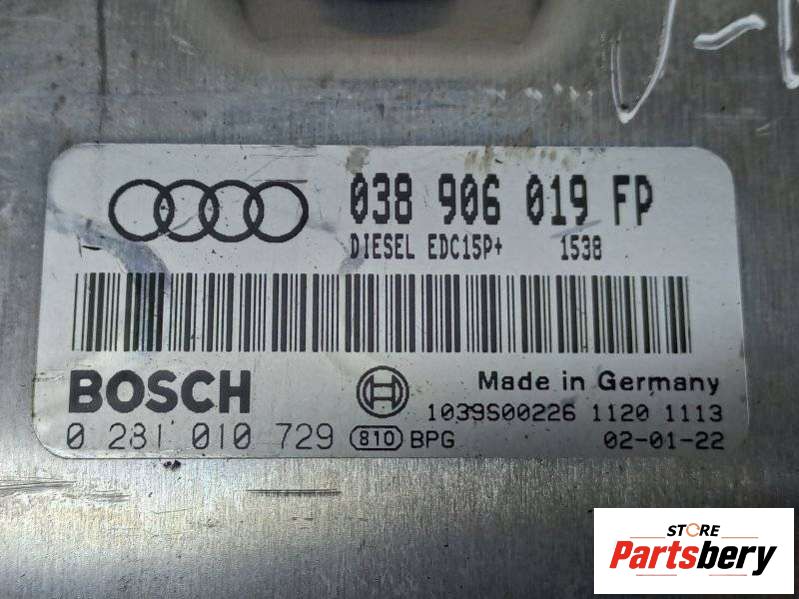 038 906 019 FP
DIESEL EDC15P+ 1538
BOSCH
Made in Germany
1039S00226 1120 1113
0 281 010 729 810 BPG 02-01-22
STORE
Partsbery